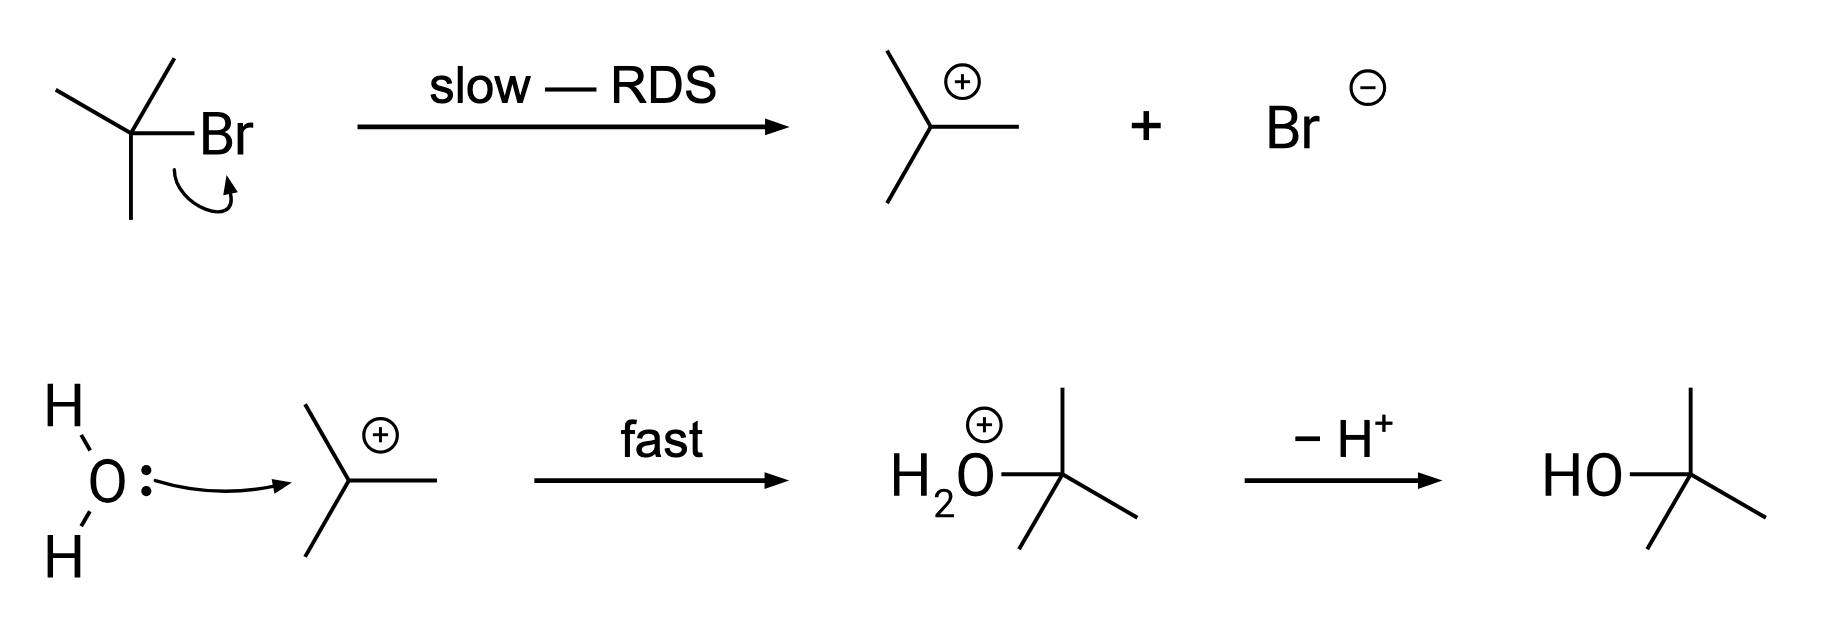 slow — RDS
Br
⊕
+
Br ⊖
H
O:
H
⊕
fast
H₂O ⊕
– H⁺
HO